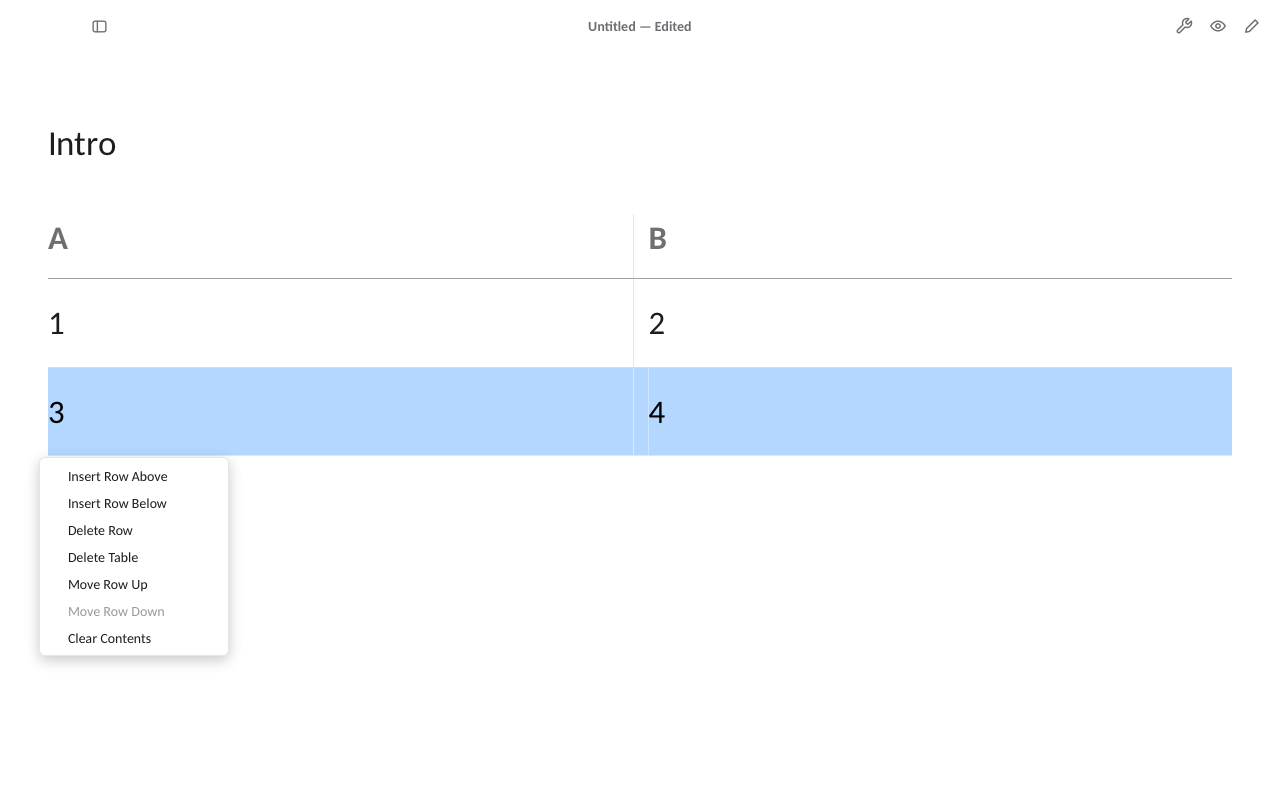 Untitled — Edited
Intro
A B
1 2
3 4
Insert Row Above
Insert Row Below
Delete Row
Delete Table
Move Row Up
Move Row Down
Clear Contents